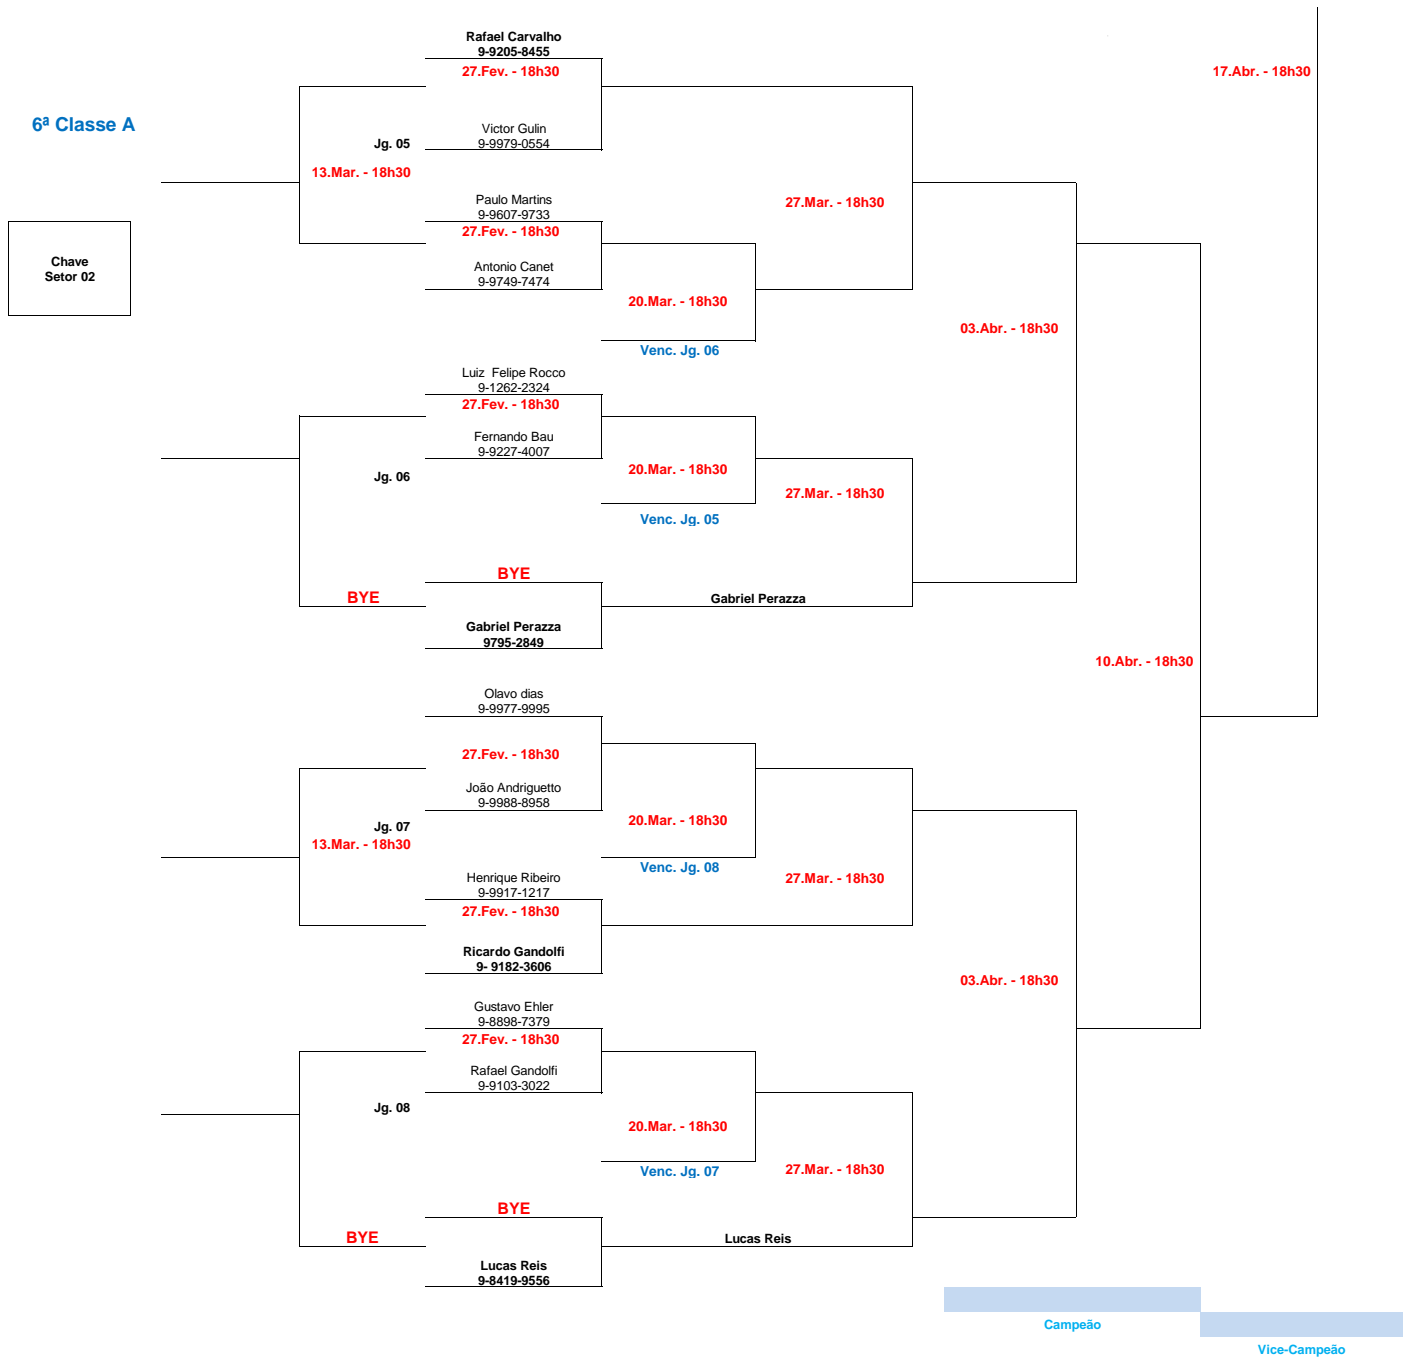 Rafael Carvalho
9-9205-8455
27.Fev. - 18h30
17.Abr. - 18h30
6ª Classe A
Victor Gulin
Jg. 05
9-9979-0554
13.Mar. - 18h30
Paulo Martins
27.Mar. - 18h30
9-9607-9733
27.Fev. - 18h30
Chave
Setor 02
Antonio Canet
9-9749-7474
20.Mar. - 18h30
03.Abr. - 18h30
Venc. Jg. 06
Luiz  Felipe Rocco
9-1262-2324
27.Fev. - 18h30
Fernando Bau
9-9227-4007
20.Mar. - 18h30
Jg. 06
27.Mar. - 18h30
Venc. Jg. 05
BYE
BYE
Gabriel Perazza
Gabriel Perazza
9795-2849
10.Abr. - 18h30
Olavo dias
9-9977-9995
27.Fev. - 18h30
João Andriguetto
9-9988-8958
20.Mar. - 18h30
Jg. 07
13.Mar. - 18h30
Venc. Jg. 08
Henrique Ribeiro
27.Mar. - 18h30
9-9917-1217
27.Fev. - 18h30
Ricardo Gandolfi
9- 9182-3606
03.Abr. - 18h30
Gustavo Ehler
9-8898-7379
27.Fev. - 18h30
Rafael Gandolfi
9-9103-3022
Jg. 08
20.Mar. - 18h30
Venc. Jg. 07
27.Mar. - 18h30
BYE
BYE
Lucas Reis
Lucas Reis
9-8419-9556
Campeão
Vice-Campeão